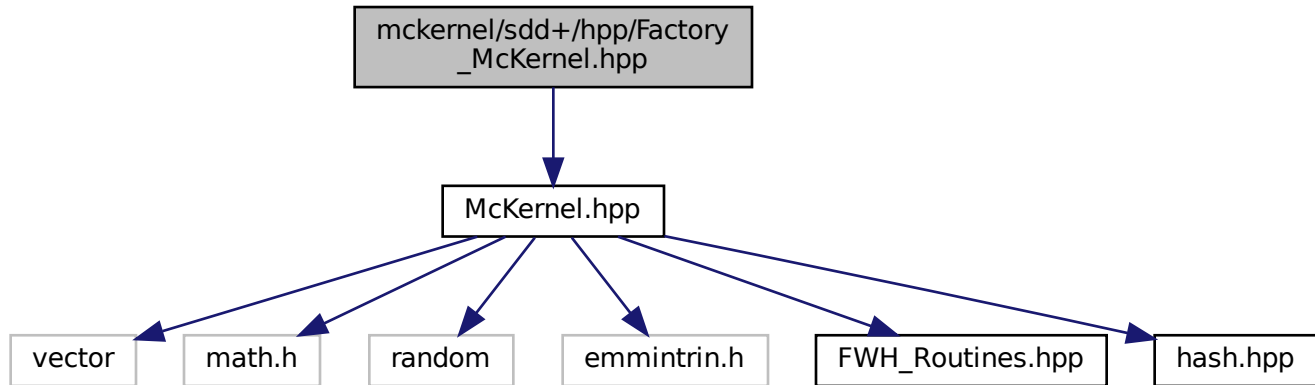 mckernel/sdd+/hpp/Factory
_McKernel.hpp
McKernel.hpp
vector
math.h
random
emmintrin.h
FWH_Routines.hpp
hash.hpp